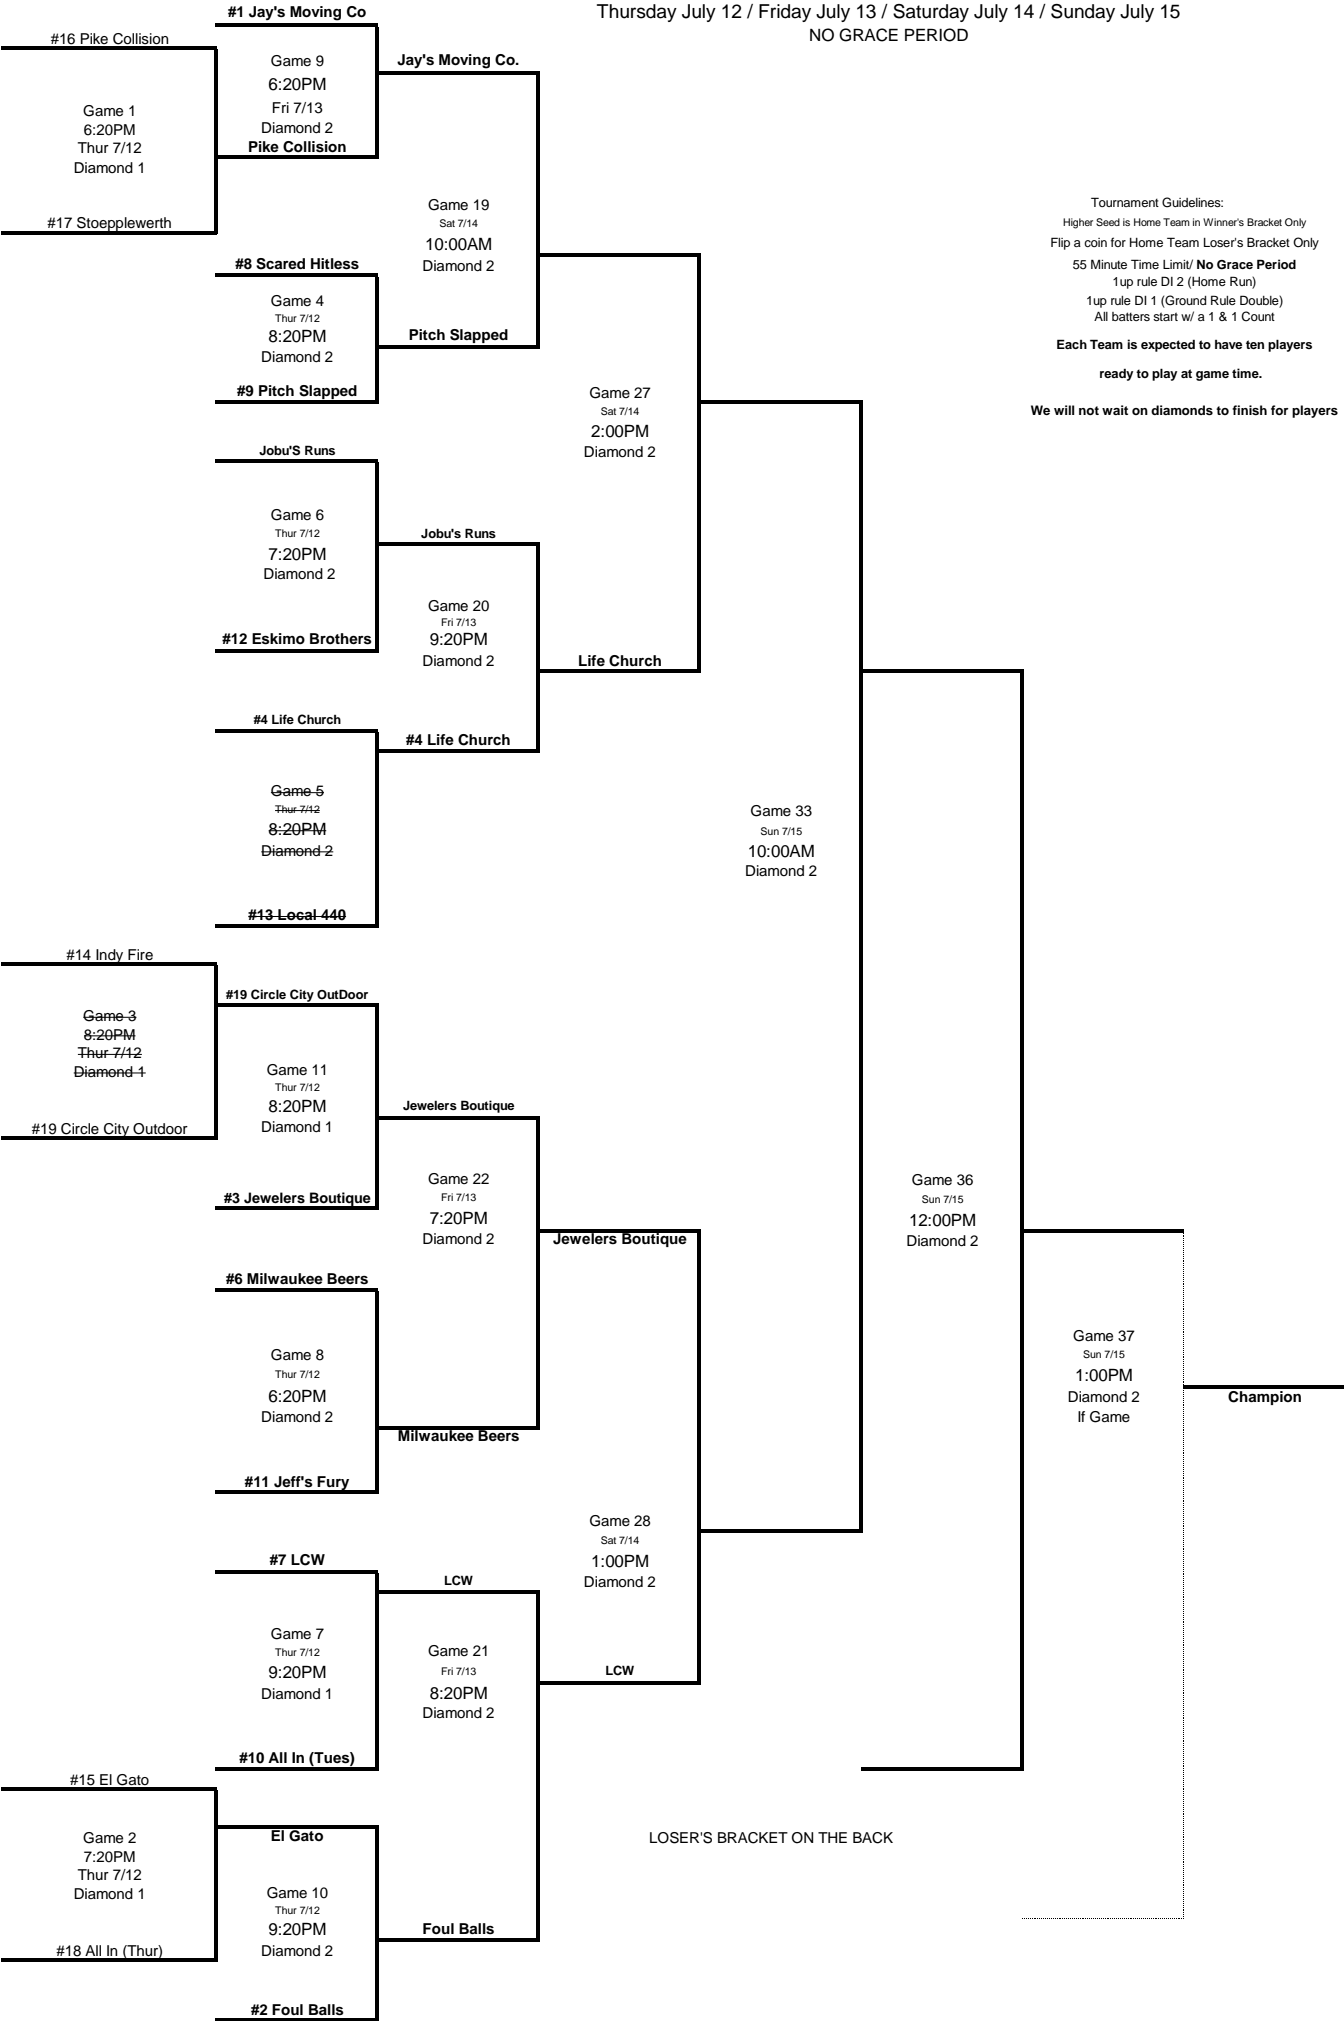 Thursday July 12 / Friday July 13 / Saturday July 14 / Sunday July 15
NO GRACE PERIOD
#1 Jay's Moving Co
#16 Pike Collision
Game 9
6:20PM
Fri 7/13
Diamond 2
Jay's Moving Co.
Game 1
6:20PM
Thur 7/12
Diamond 1
Pike Collision
#17 Stoepplewerth
Game 19
Sat 7/14
10:00AM
Diamond 2
Tournament Guidelines:
Higher Seed is Home Team in Winner's Bracket Only
Flip a coin for Home Team Loser's Bracket Only
55 Minute Time Limit/ No Grace Period
1up rule DI 2 (Home Run)
1up rule DI 1 (Ground Rule Double)
All batters start w/ a 1 & 1 Count
Each Team is expected to have ten players
ready to play at game time.
We will not wait on diamonds to finish for players
#8 Scared Hitless
Game 4
Thur 7/12
8:20PM
Diamond 2
Pitch Slapped
#9 Pitch Slapped
Game 27
Sat 7/14
2:00PM
Diamond 2
Jobu'S Runs
Game 6
Thur 7/12
7:20PM
Diamond 2
Jobu's Runs
#12 Eskimo Brothers
Game 20
Fri 7/13
9:20PM
Diamond 2
Life Church
#4 Life Church
#4 Life Church
Game 5
Thur 7/12
8:20PM
Diamond 2
#13 Local 440
Game 33
Sun 7/15
10:00AM
Diamond 2
#14 Indy Fire
#19 Circle City OutDoor
Game 3
8:20PM
Thur 7/12
Diamond 1
#19 Circle City Outdoor
Game 11
Thur 7/12
8:20PM
Diamond 1
Jewelers Boutique
#3 Jewelers Boutique
Game 22
Fri 7/13
7:20PM
Diamond 2
Jewelers Boutique
Game 36
Sun 7/15
12:00PM
Diamond 2
#6 Milwaukee Beers
Game 8
Thur 7/12
6:20PM
Diamond 2
Milwaukee Beers
#11 Jeff's Fury
Game 37
Sun 7/15
1:00PM
Diamond 2
If Game
Champion
Game 28
Sat 7/14
1:00PM
Diamond 2
#7 LCW
LCW
Game 7
Thur 7/12
9:20PM
Diamond 1
Game 21
Fri 7/13
8:20PM
Diamond 2
LCW
#10 All In (Tues)
#15 El Gato
El Gato
Game 2
7:20PM
Thur 7/12
Diamond 1
LOSER'S BRACKET ON THE BACK
Game 10
Thur 7/12
9:20PM
Diamond 2
Foul Balls
#18 All In (Thur)
#2 Foul Balls